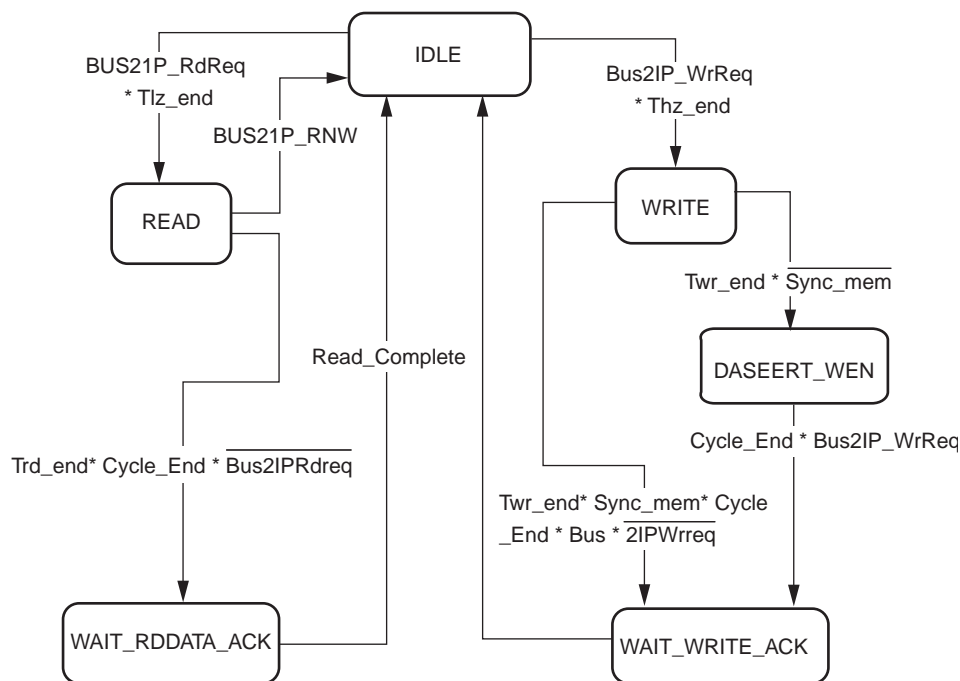 IDLE
BUS21P_RdReq
* Tlz_end
Bus2IP_WrReq
* Thz_end
BUS21P_RNW
READ
WRITE
Twr_end * Sync_mem
Read_Complete
DASEERT_WEN
Cycle_End * Bus2IP_WrReq
Trd_end* Cycle_End * Bus2IPRdreq
Twr_end* Sync_mem* Cycle
_End * Bus * 2IPWrreq
WAIT_RDDATA_ACK
WAIT_WRITE_ACK